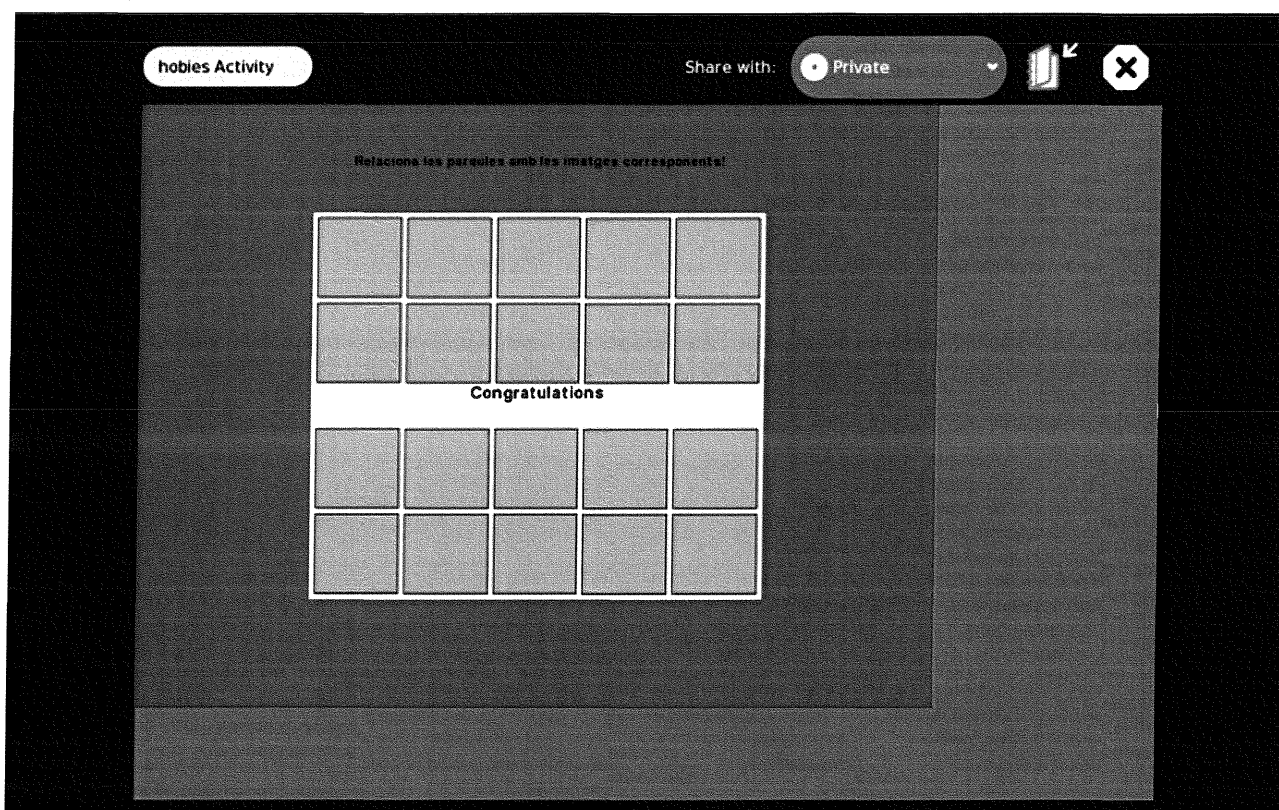 hobies Activity
Share with: Private
Relaciona les paraules amb les imatges corresponents!
Congratulations